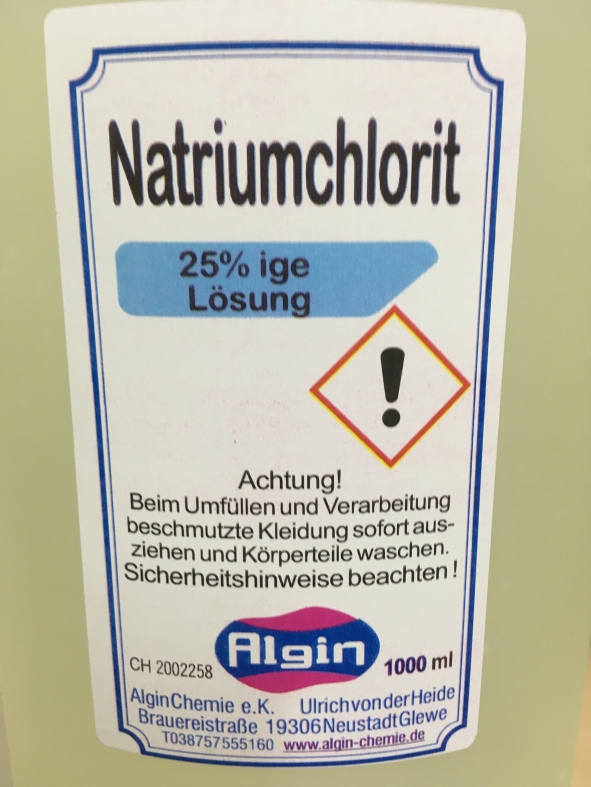 Natriumchlorit
25% ige
Lösung
Achtung!
Beim Umfüllen und Verarbeitung
beschmutzte Kleidung sofort aus-
ziehen und Körperteile waschen.
Sicherheitshinweise beachten !
Algin
CH 2002258
1000 ml
AlginChemie e.K. UlrichvonderHeide
Brauereistraße 19306NeustadtGlewe
T038757555160 www.algin-chemie.de